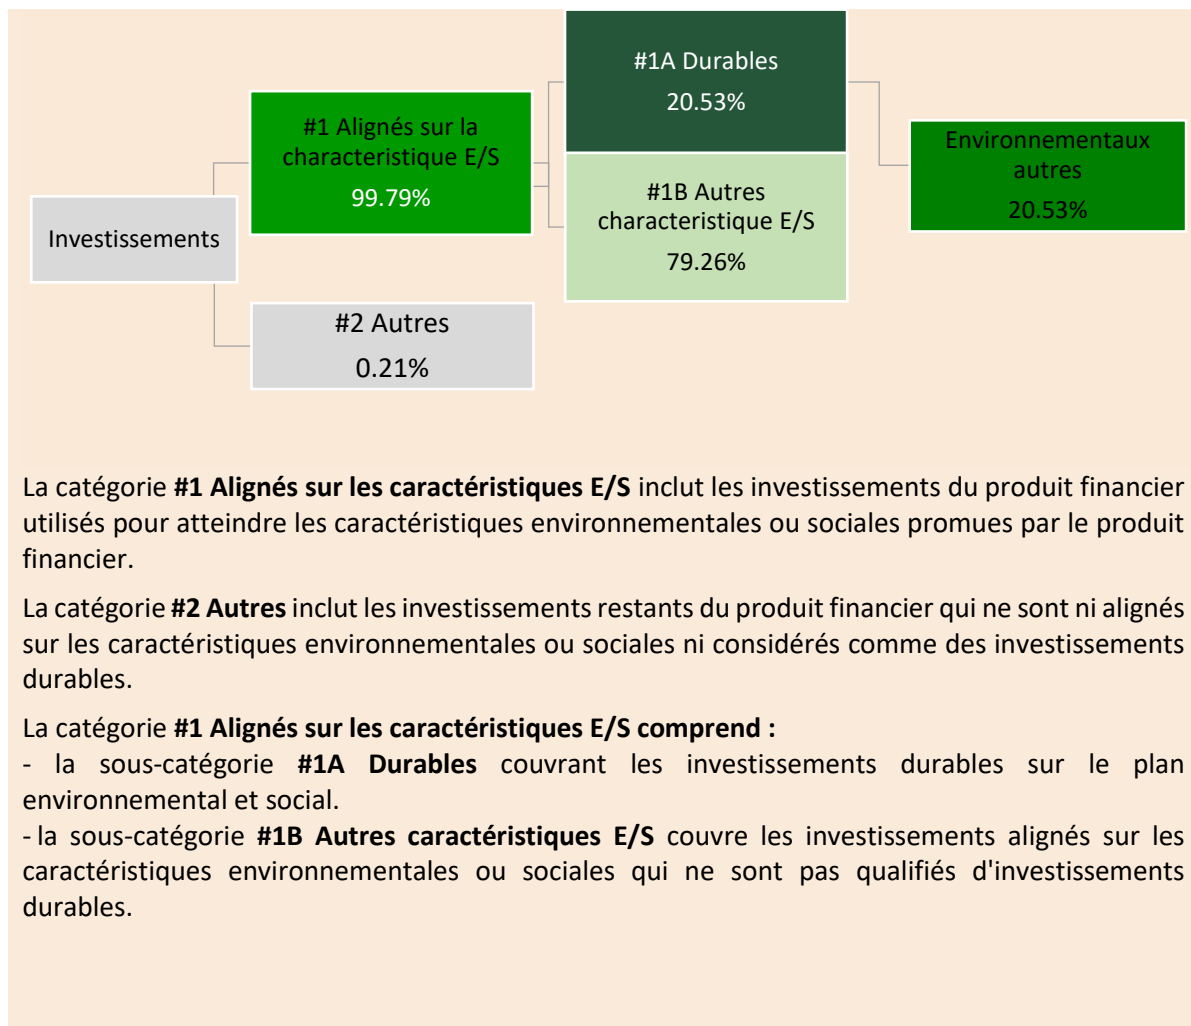 #1A Durables
20.53%
#1 Alignés sur la
characteristique E/S
99.79%
Environnementaux
autres
20.53%
#1B Autres
characteristique E/S
79.26%
Investissements
#2 Autres
0.21%
La catégorie #1 Alignés sur les caractéristiques E/S inclut les investissements du produit financier
utilisés pour atteindre les caractéristiques environnementales ou sociales promues par le produit
financier.
La catégorie #2 Autres inclut les investissements restants du produit financier qui ne sont ni alignés
sur les caractéristiques environnementales ou sociales ni considérés comme des investissements
durables.
La catégorie #1 Alignés sur les caractéristiques E/S comprend :
- la sous-catégorie #1A Durables couvrant les investissements durables sur le plan
environnemental et social.
- la sous-catégorie #1B Autres caractéristiques E/S couvre les investissements alignés sur les
caractéristiques environnementales ou sociales qui ne sont pas qualifiés d'investissements
durables.